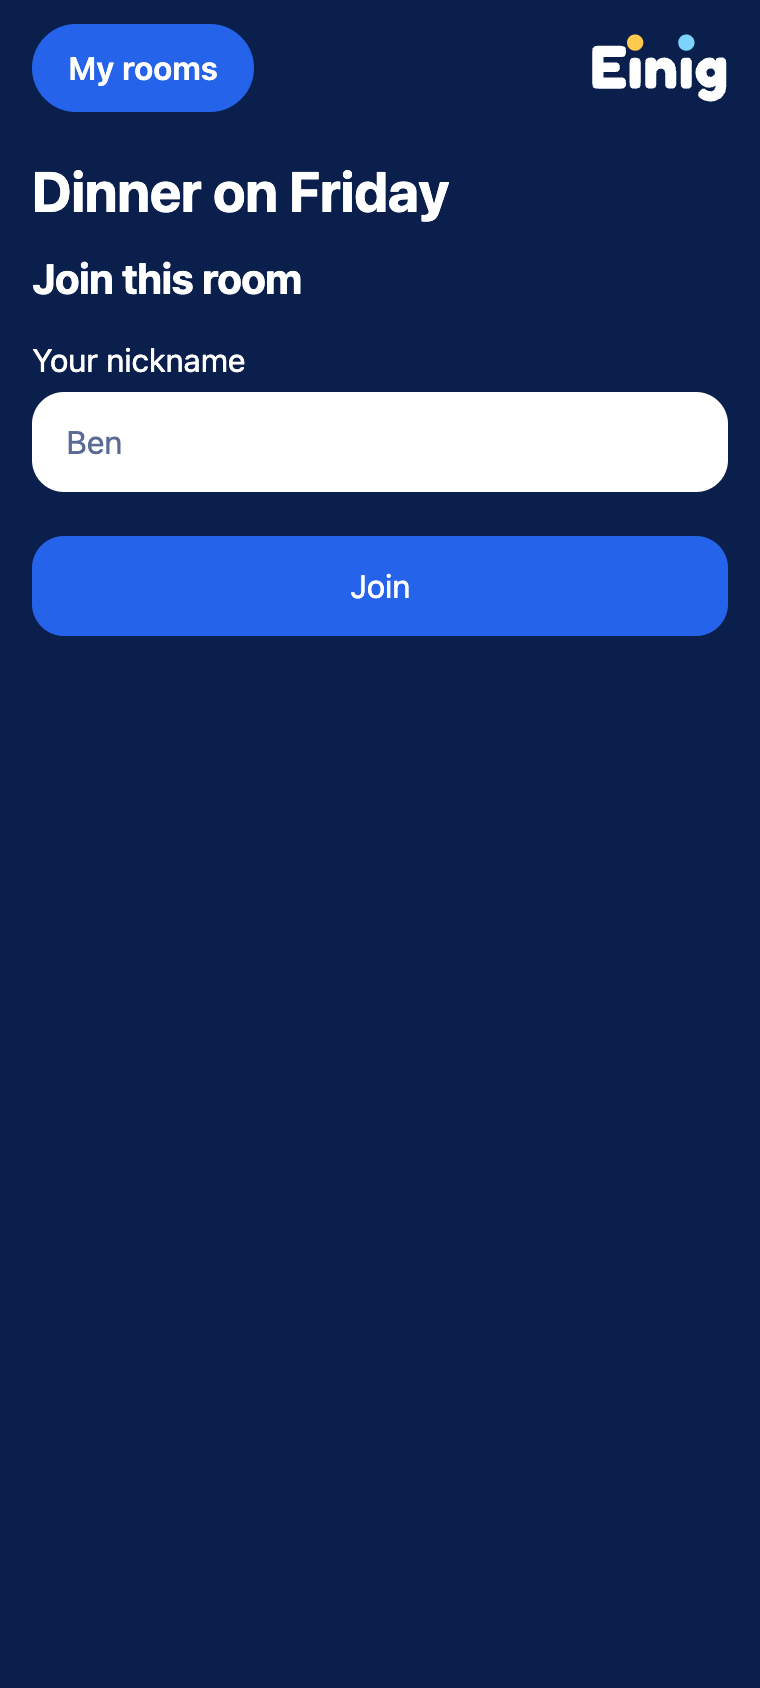 My rooms
Einig
Dinner on Friday
Join this room
Your nickname
Ben
Join